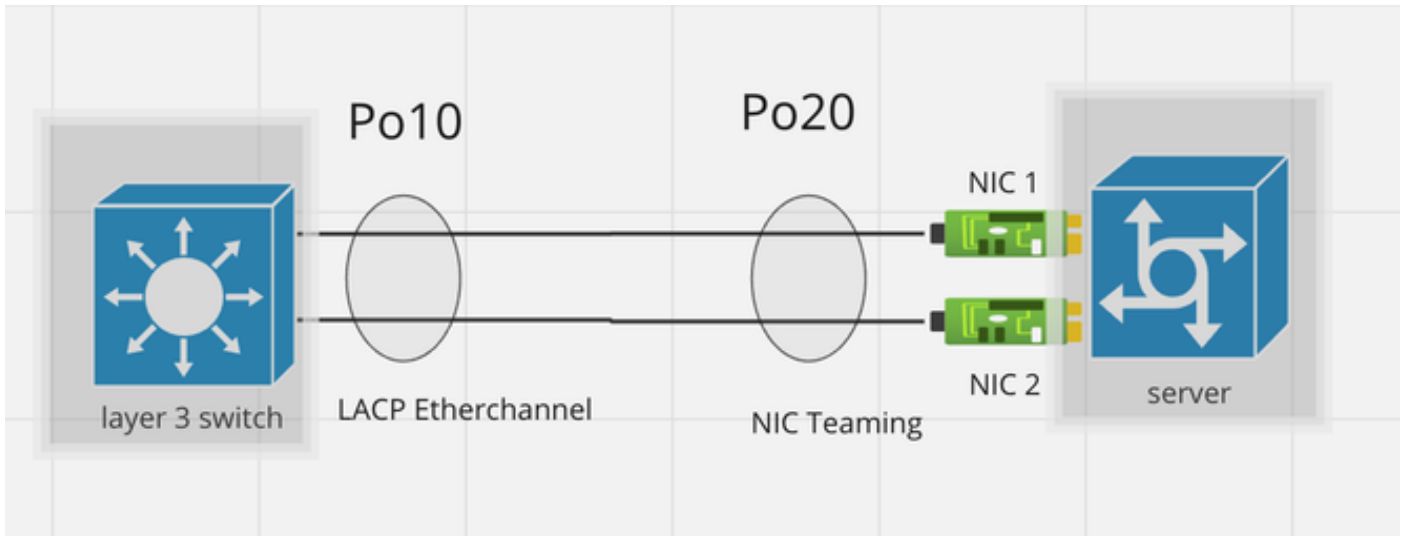 Po10
Po20
NIC 1
NIC 2
server
layer 3 switch
LACP Etherchannel
NIC Teaming